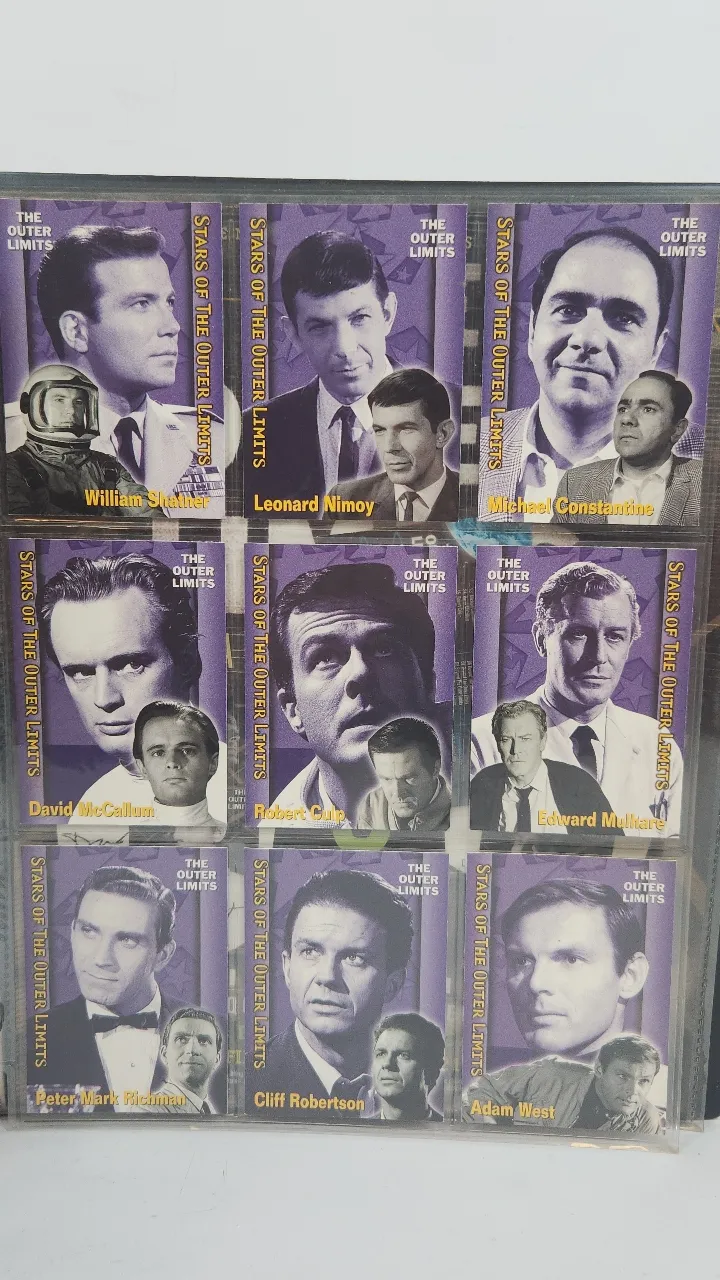 THE
OUTER
LIMITS
STARS OF THE OUTER LIMITS
William Shatner
STARS OF THE OUTER LIMITS
THE
OUTER
LIMITS
Leonard Nimoy
STARS OF THE OUTER LIMITS
THE
OUTER
LIMITS
Michael Constantine
STARS OF THE OUTER LIMITS
THE
OUTER
LIMITS
David McCallum
STARS OF THE OUTER LIMITS
THE
OUTER
LIMITS
Robert Culp
THE
OUTER
LIMITS
STARS OF THE OUTER LIMITS
Edward Mulhare
STARS OF THE OUTER LIMITS
THE
OUTER
LIMITS
Peter Mark Richman
STARS OF THE OUTER LIMITS
THE
OUTER
LIMITS
Cliff Robertson
STARS OF THE OUTER LIMITS
THE
OUTER
LIMITS
Adam West